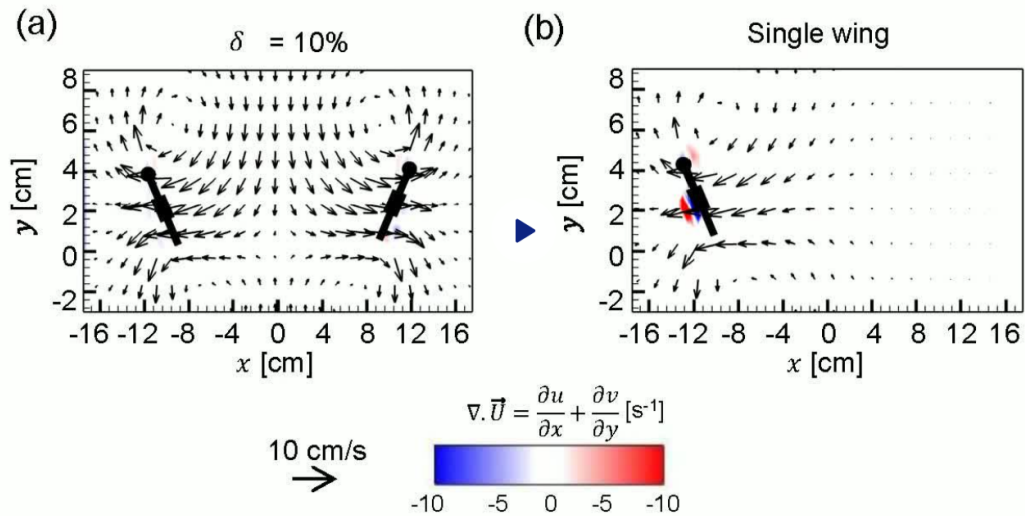 (a)
δ = 10%
y [cm]
8
6
4
2
0
-2
-16 -12 -8 -4 0 4 8 12 16
x [cm]
(b)
Single wing
y [cm]
8
6
4
2
0
-2
-16 -12 -8 -4 0 4 8 12 16
x [cm]
10 cm/s
∇.U⃗ = ∂u/∂x + ∂v/∂y [s⁻¹]
-10 -5 0 -5 -10